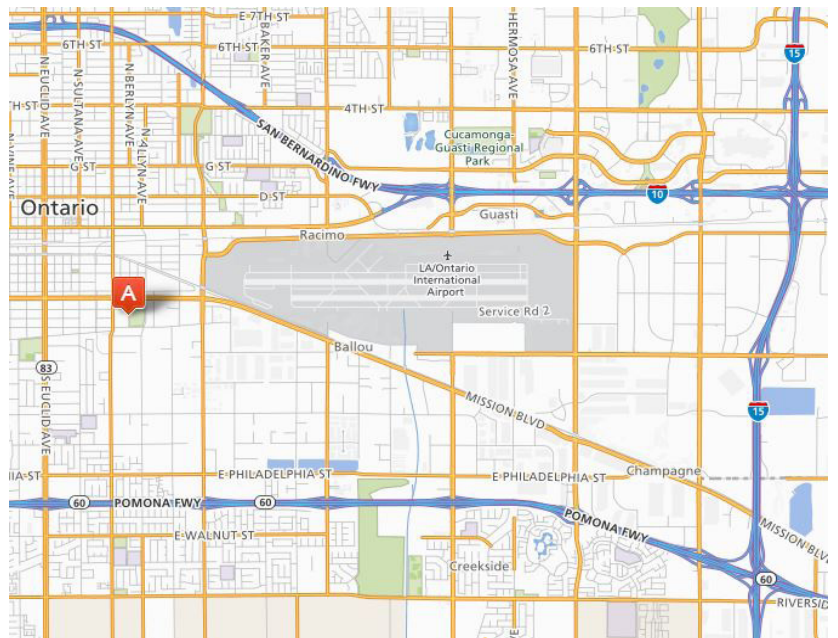 E 7TH ST
6TH ST
6TH ST
BAKER AVE
HERMOSA AVE
6TH ST
15
N EUCLID AVE
N SULTANA AVE
N BERLYN AVE
N ALLYN AVE
4TH ST
SAN BERNARDINO FWY
Cucamonga-
Guasti Regional
Park
G ST
G ST
D ST
10
Ontario
Guasti
Racimo
LA/Ontario
International
Airport
A
Service Rd 2
Ballou
83
S EUCLID AVE
MISSION BLVD
15
E PHILADELPHIA ST
E PHILADELPHIA ST
Champagne
60
POMONA FWY
60
POMONA FWY
MISSION BLVD
E WALNUT ST
Creekside
60
RIVERSID